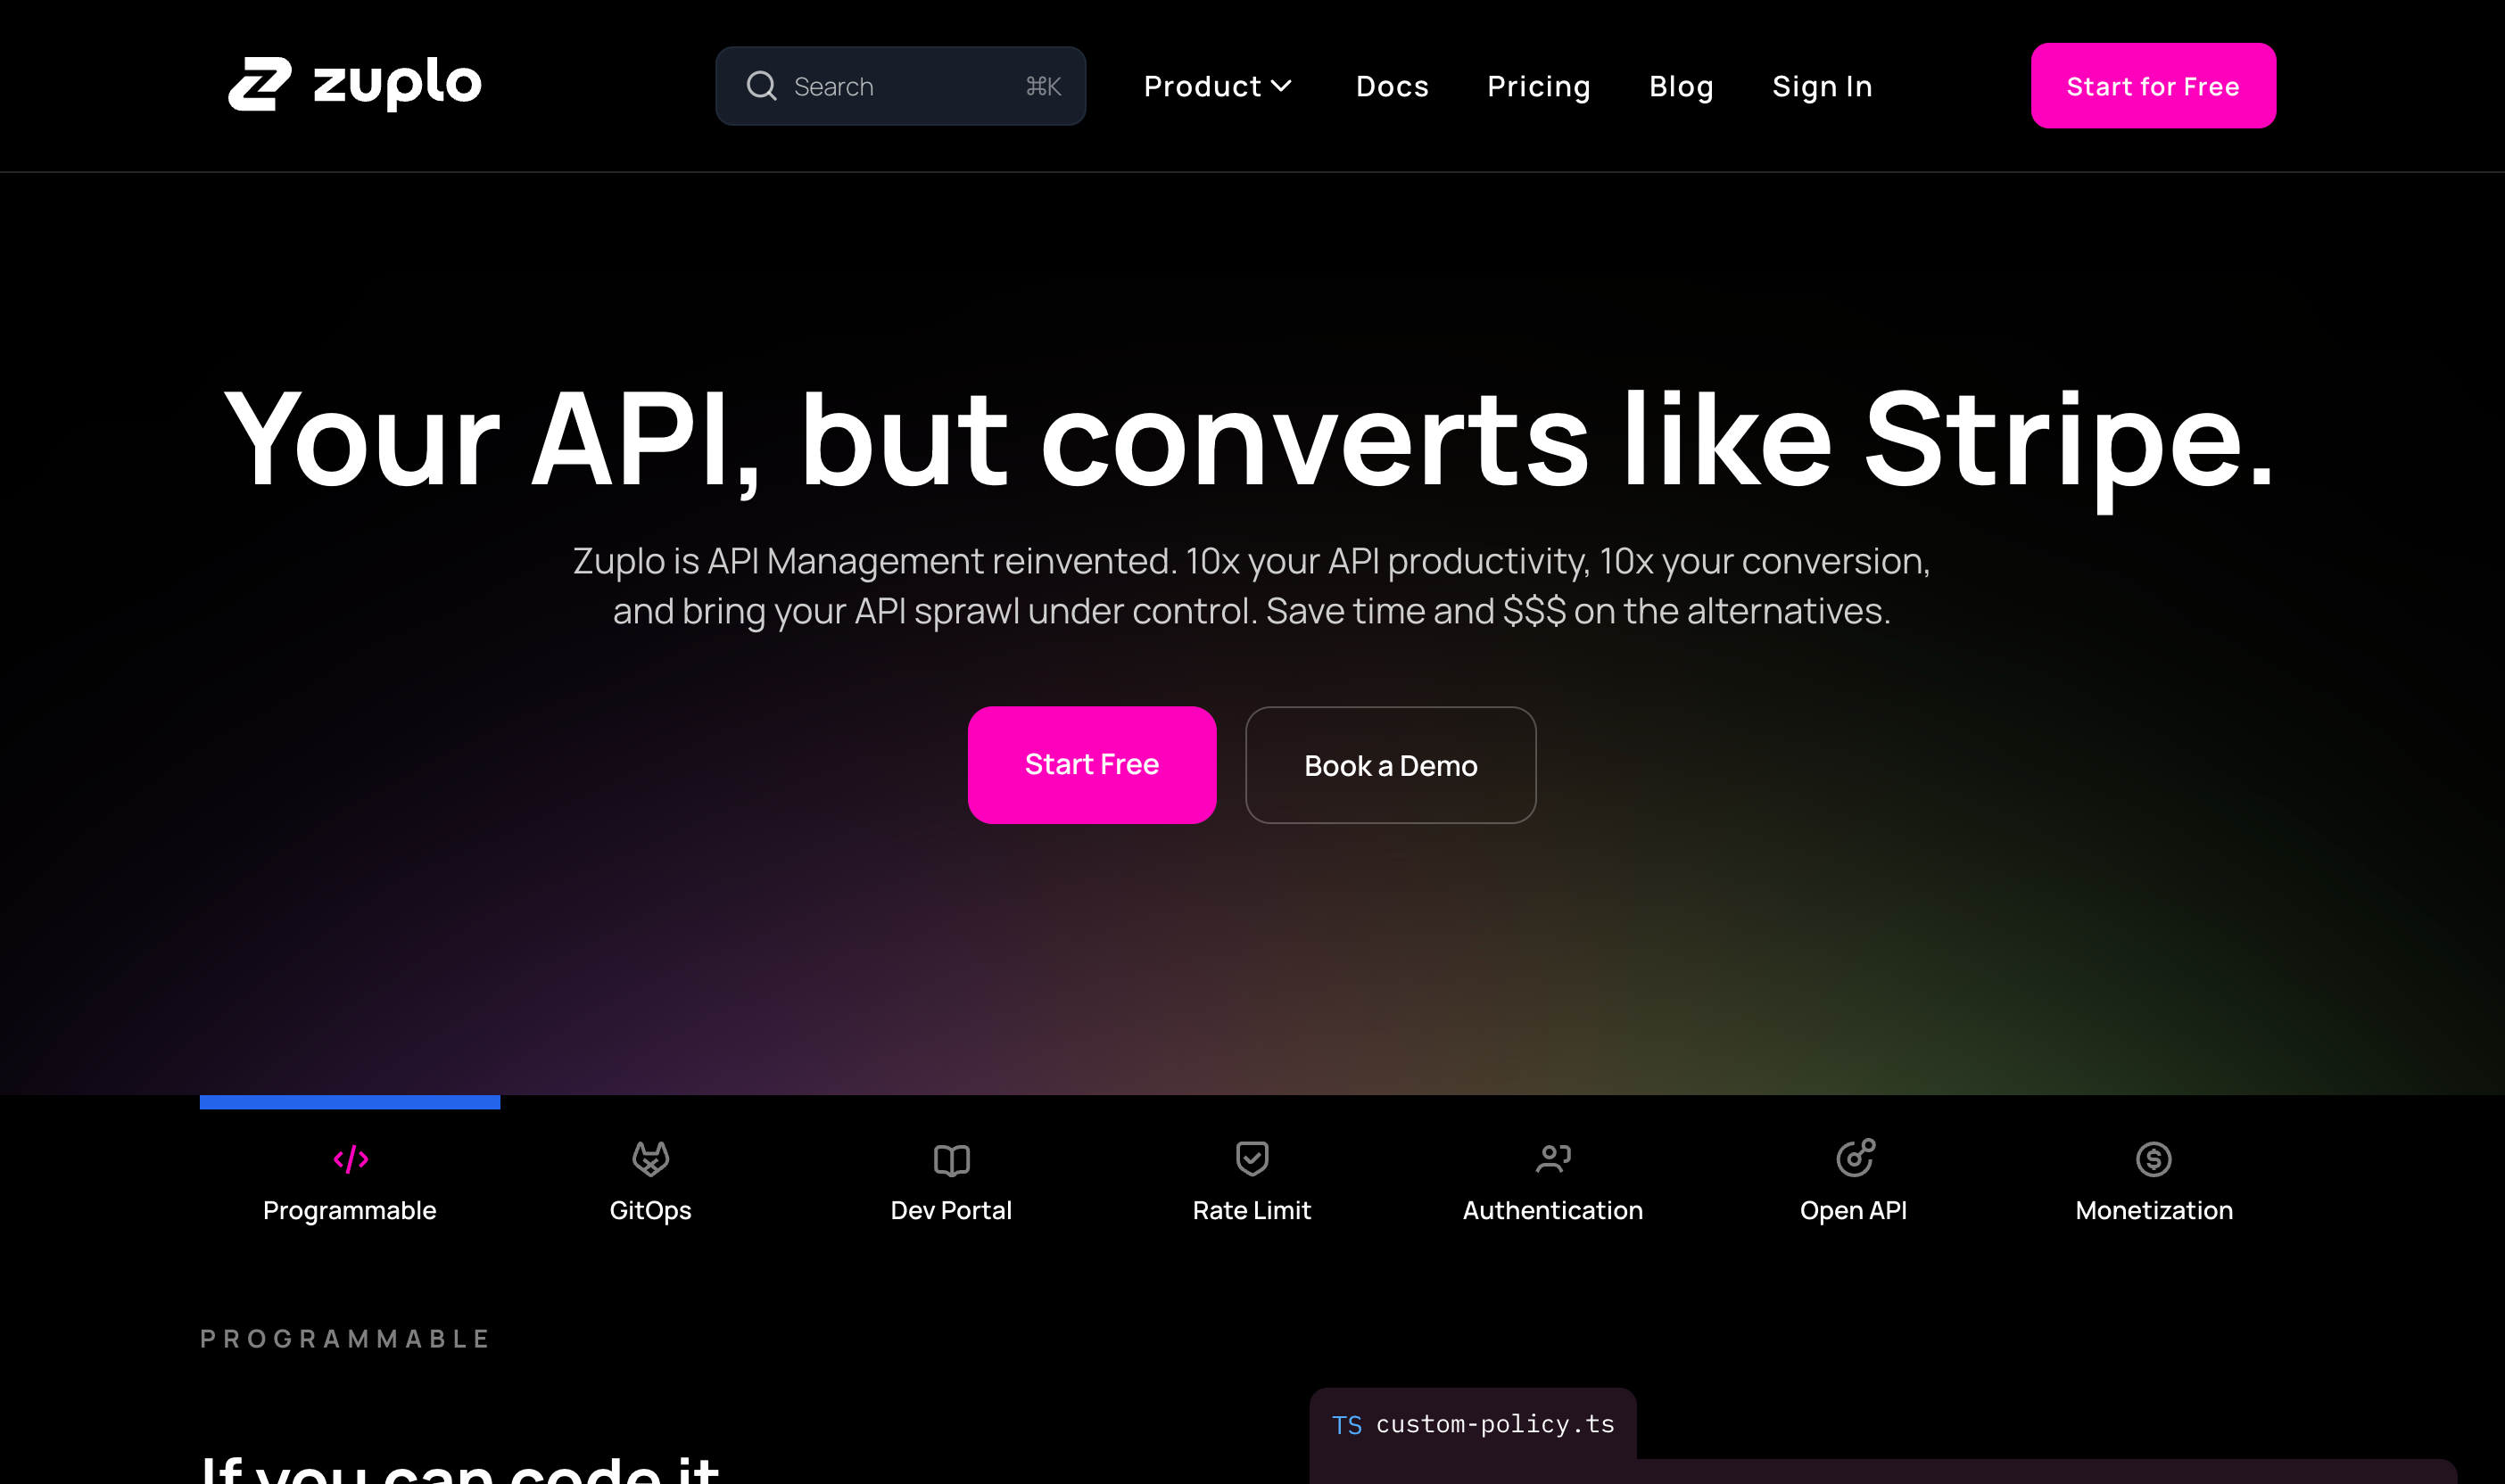 zuplo
Search ⌘K
Product
Docs
Pricing
Blog
Sign In
Start for Free
Your API, but converts like Stripe.
Zuplo is API Management reinvented. 10x your API productivity, 10x your conversion,
and bring your API sprawl under control. Save time and $$$ on the alternatives.
Start Free
Book a Demo
Programmable
GitOps
Dev Portal
Rate Limit
Authentication
Open API
Monetization
PROGRAMMABLE
If you can code it
TS custom-policy.ts